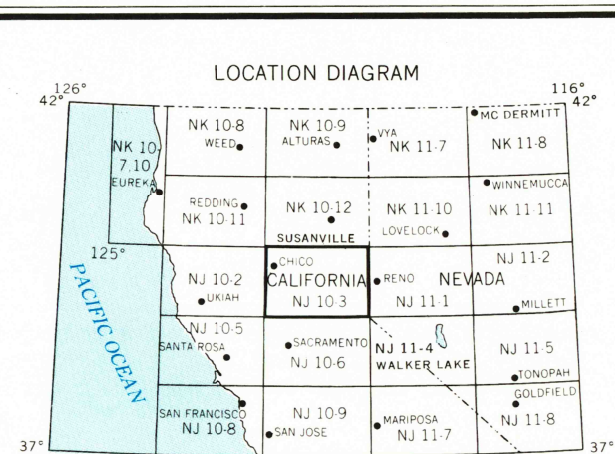 LOCATION DIAGRAM
126°
42°
116°
42°
NK 10-8
WEED
NK 10-9
ALTURAS
VYA
NK 11-7
MC DERMITT
NK 11-8
NK 10-
7,10
EUREKA
REDDING
NK 10-11
NK 10-12
SUSANVILLE
NK 11-10
LOVELOCK
WINNEMUCCA
NK 11-11
125°
NJ 10-2
UKIAH
CHICO
CALIFORNIA
NJ 10-3
RENO
NJ 11-1
NEVADA
NJ 11-2
MILLETT
PACIFIC OCEAN
NJ 10-5
SANTA ROSA
SACRAMENTO
NJ 10-6
NJ 11-4
WALKER LAKE
NJ 11-5
TONOPAH
SAN FRANCISCO
NJ 10-8
NJ 10-9
SAN JOSE
MARIPOSA
NJ 11-7
GOLDFIELD
NJ 11-8
37°
37°